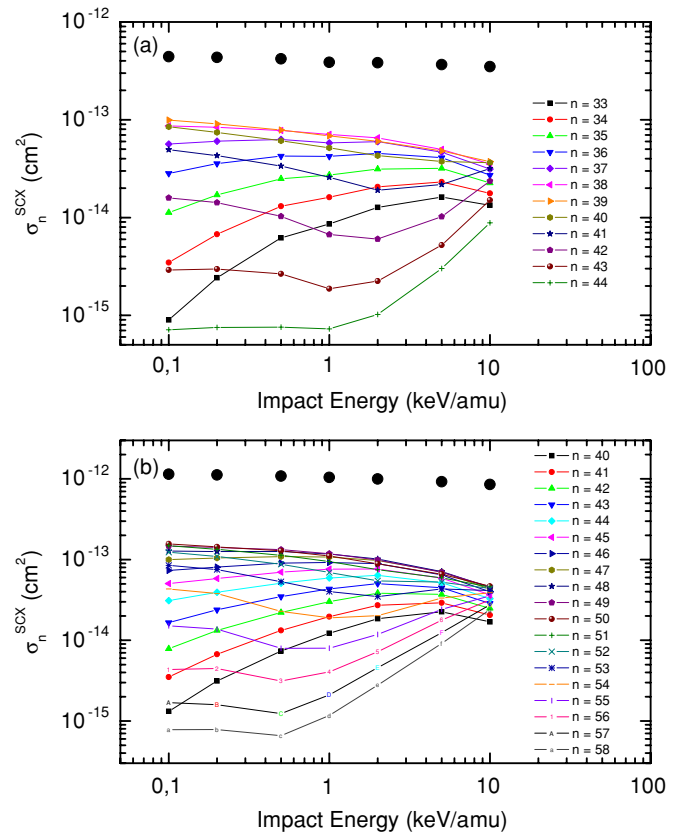 (a)
10⁻¹²
10⁻¹³
10⁻¹⁴
10⁻¹⁵
σₙˢᶜˣ (cm²)
n = 33
n = 34
n = 35
n = 36
n = 37
n = 38
n = 39
n = 40
n = 41
n = 42
n = 43
n = 44
0,1 1 10 100
Impact Energy (keV/amu)
(b)
10⁻¹²
10⁻¹³
10⁻¹⁴
10⁻¹⁵
σₙˢᶜˣ (cm²)
n = 40
n = 41
n = 42
n = 43
n = 44
n = 45
n = 46
n = 47
n = 48
n = 49
n = 50
n = 51
n = 52
n = 53
n = 54
n = 55
n = 56
n = 57
n = 58
0,1 1 10 100
Impact Energy (keV/amu)